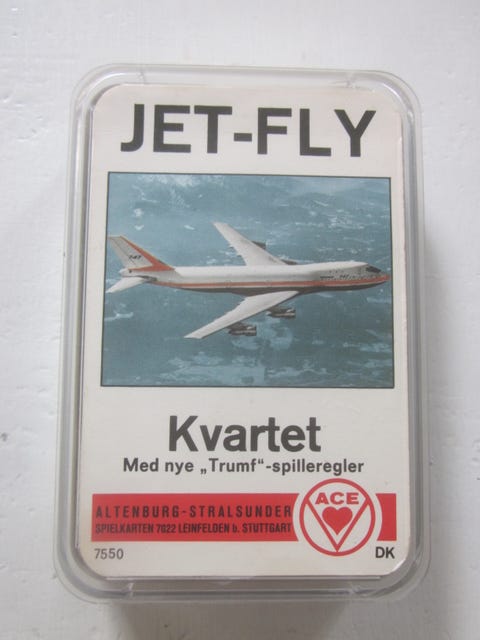 JET-FLY
747
Kvartet
Med nye „Trumf“-spilleregler
ALTENBURG-STRALSUNDER
SPIELKARTEN 7022 LEINFELDEN b. STUTTGART
ACE
7550
DK